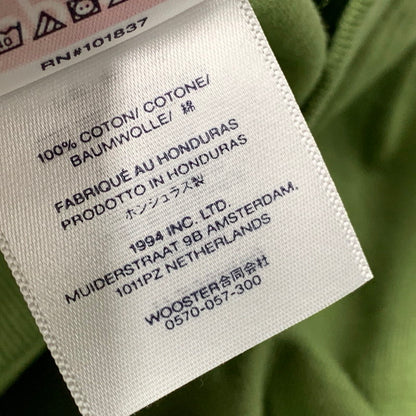 RN#101837
100% COTON/ COTONE/
BAUMWOLLE/ 綿
FABRIQUÉ AU HONDURAS
PRODOTTO IN HONDURAS
ホンジュラス製
1994 INC. LTD.
MUIDERSTRAAT 9B AMSTERDAM,
1011PZ NETHERLANDS
WOOSTER合同会社
0570-057-300